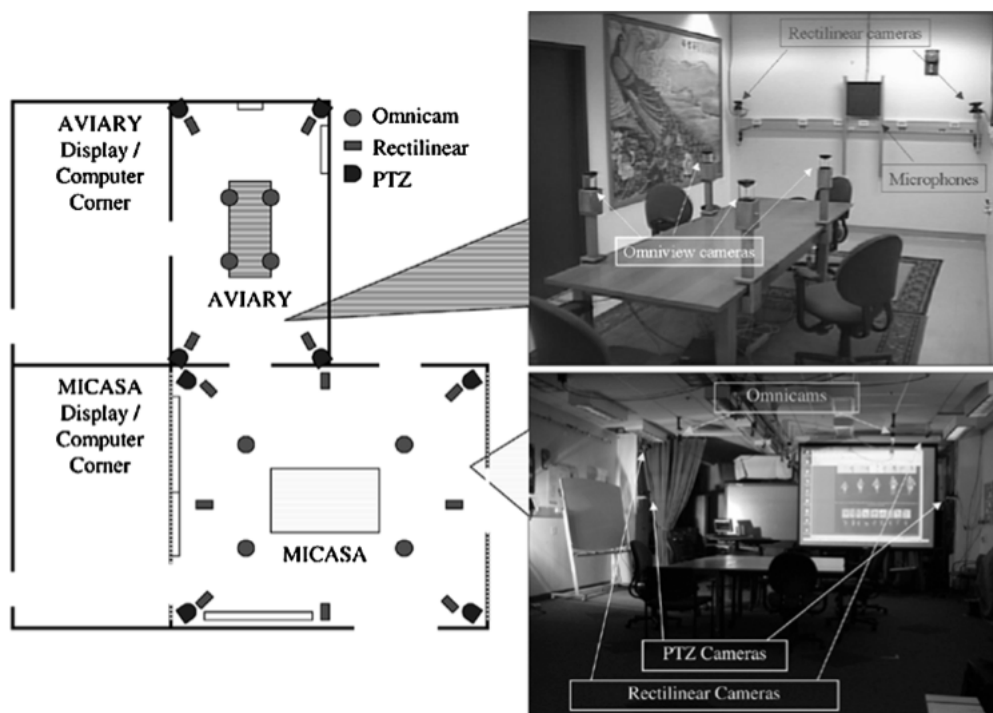 AVIARY
Display /
Computer
Corner
Omnicam
Rectilinear
PTZ
AVIARY
MICASA
Display /
Computer
Corner
MICASA
Rectilinear cameras
Microphones
Omniview cameras
Omnicams
PTZ Cameras
Rectilinear Cameras